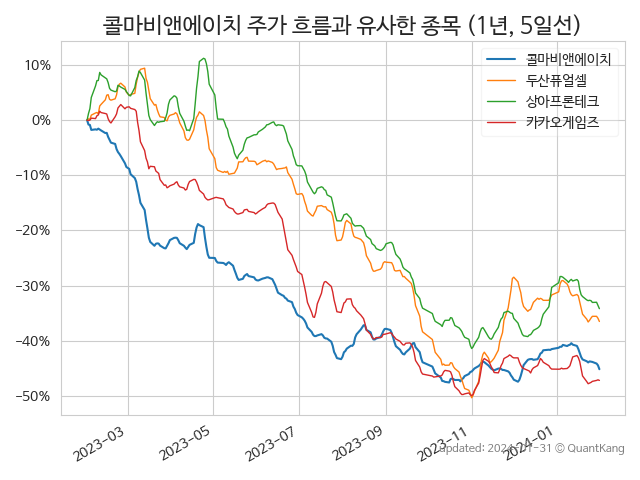 콜마비앤에이치 주가 흐름과 유사한 종목 (1년, 5일선)
콜마비앤에이치
두산퓨얼셀
상아프론테크
카카오게임즈
10%
0%
−10%
−20%
−30%
−40%
−50%
2023-03
2023-05
2023-07
2023-09
2023-11
2024-01
updated: 2024-01-31 © QuantKang